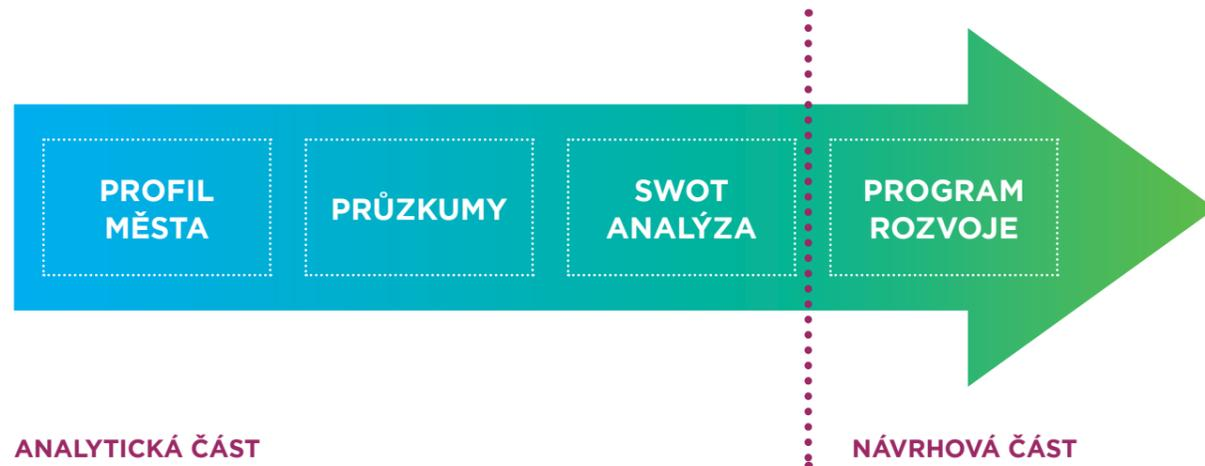 PROFIL
MĚSTA
PRŮZKUMY
SWOT
ANALÝZA
PROGRAM
ROZVOJE
ANALYTICKÁ ČÁST
NÁVRHOVÁ ČÁST